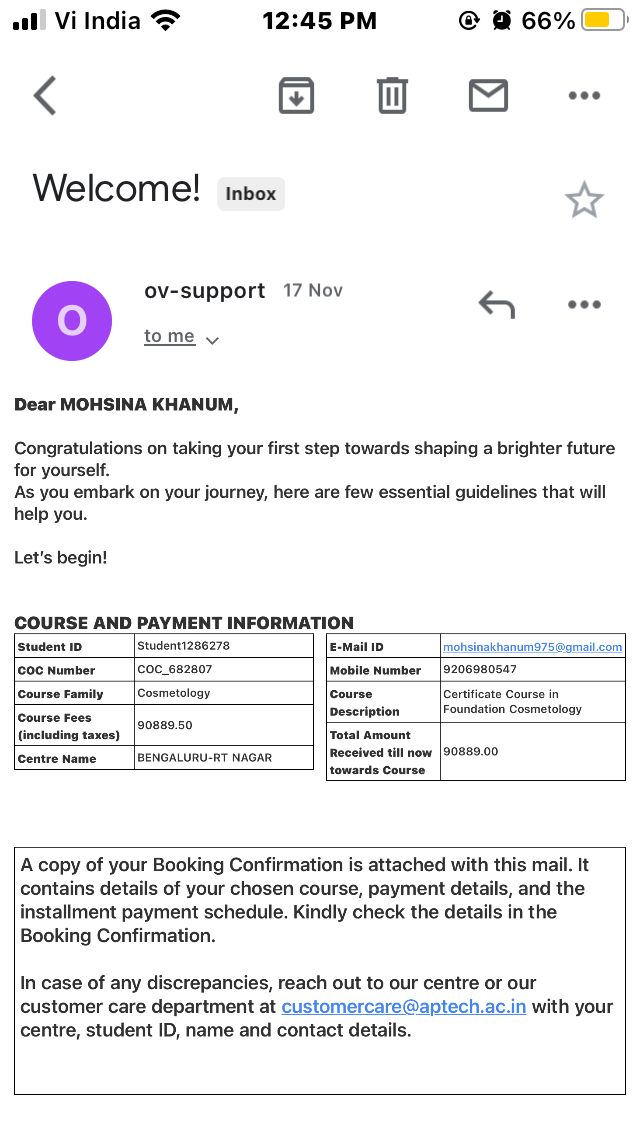 Vi India 12:45 PM 66%
Welcome! Inbox
O
ov-support 17 Nov
to me
Dear MOHSINA KHANUM,
Congratulations on taking your first step towards shaping a brighter future
for yourself.
As you embark on your journey, here are few essential guidelines that will
help you.
Let's begin!
COURSE AND PAYMENT INFORMATION
Student ID Student1286278
COC Number COC_682807
Course Family Cosmetology
Course Fees
(including taxes) 90889.50
Centre Name BENGALURU-RT NAGAR
E-Mail ID mohsinakhanum975@gmail.com
Mobile Number 9206980547
Course Certificate Course in
Description Foundation Cosmetology
Total Amount
Received till now 90889.00
towards Course
A copy of your Booking Confirmation is attached with this mail. It
contains details of your chosen course, payment details, and the
installment payment schedule. Kindly check the details in the
Booking Confirmation.
In case of any discrepancies, reach out to our centre or our
customer care department at customercare@aptech.ac.in with your
centre, student ID, name and contact details.